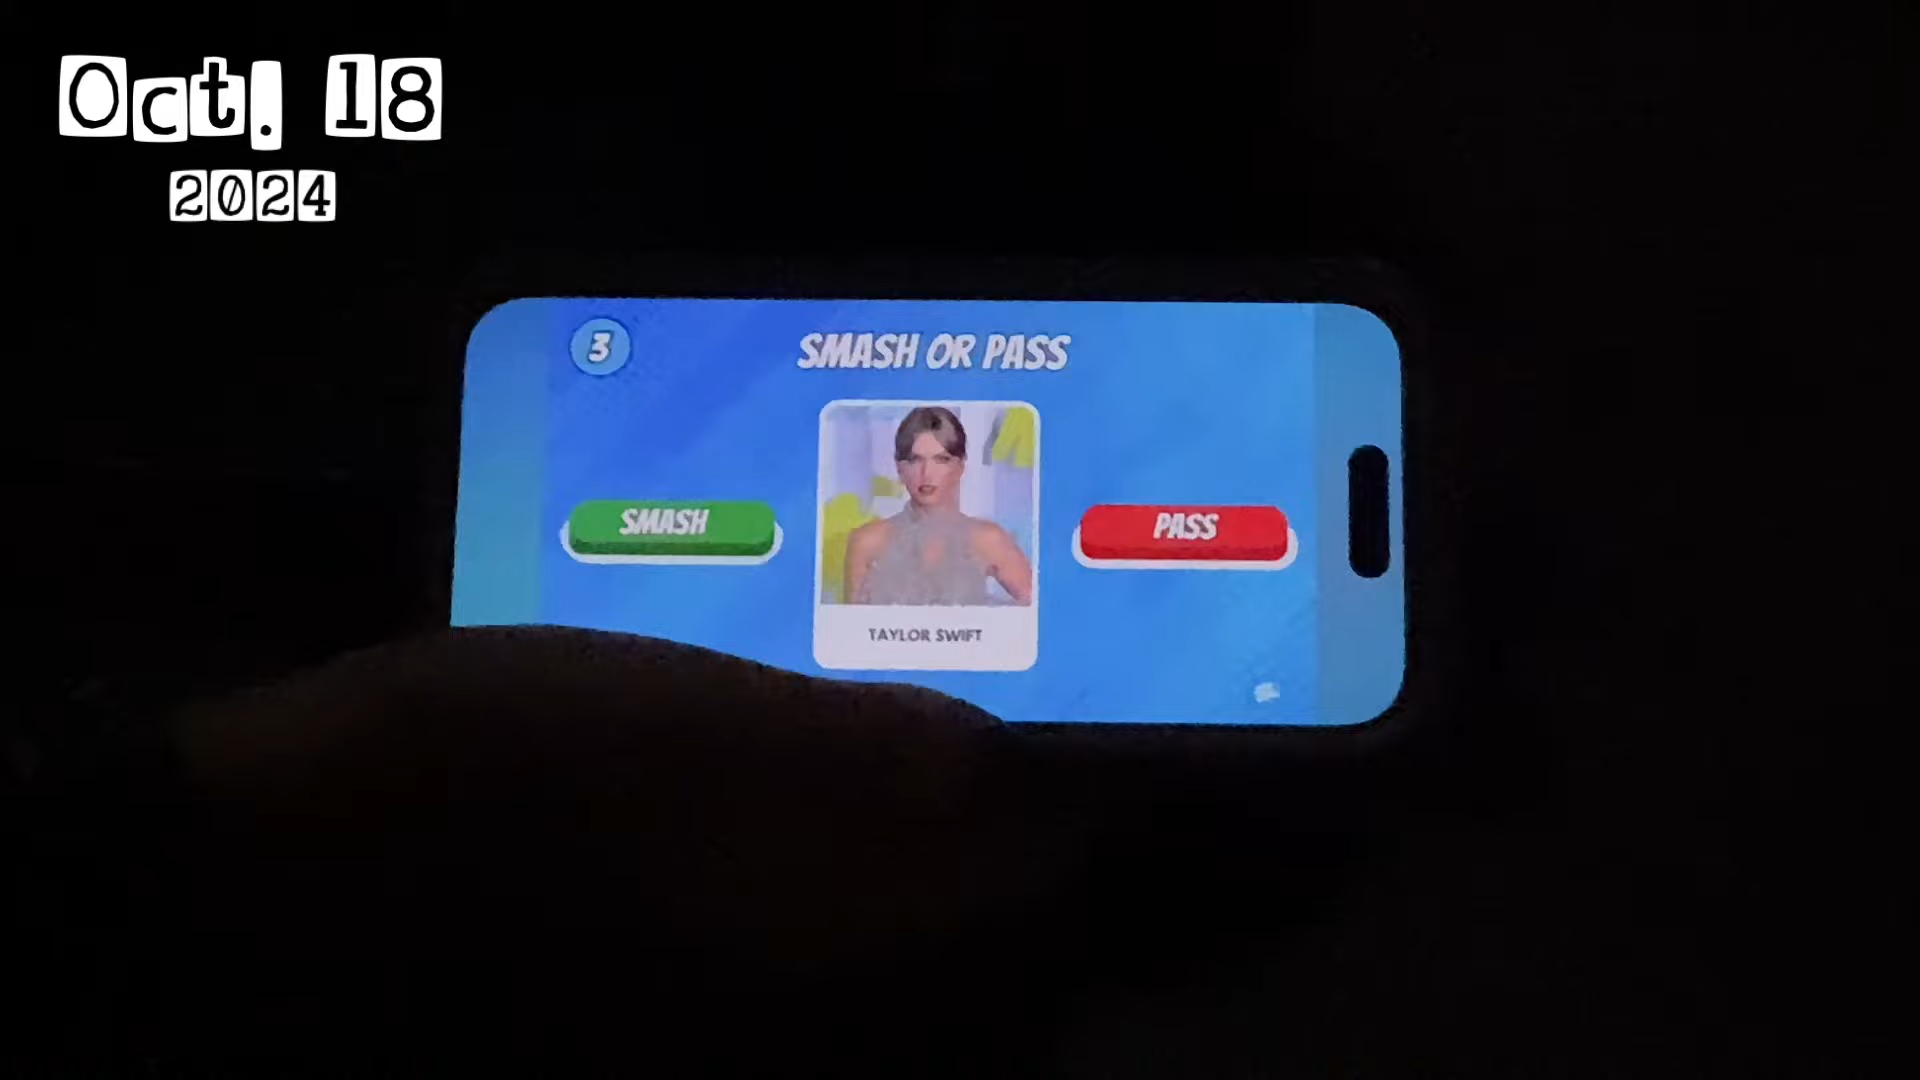 Oct. 18
2024
3
SMASH OR PASS
SMASH
PASS
TAYLOR SWIFT